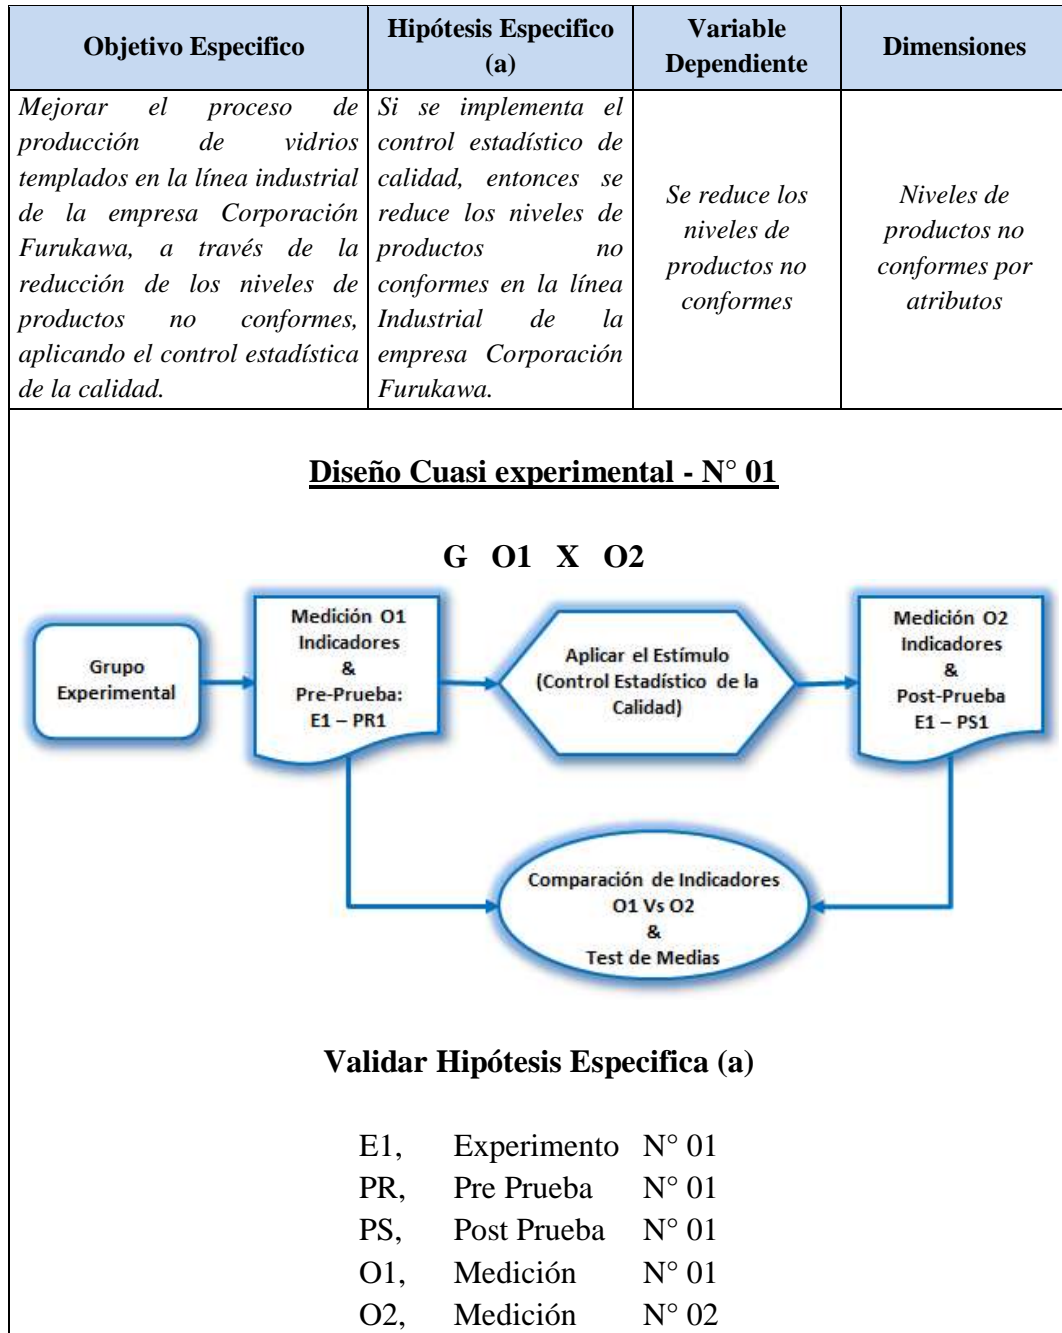 Objetivo Especifico
Hipótesis Especifico
(a)
Variable
Dependiente
Dimensiones
Mejorar el proceso de
producción de vidrios
templados en la línea industrial
de la empresa Corporación
Furukawa, a través de la
reducción de los niveles de
productos no conformes,
aplicando el control estadística
de la calidad.
Si se implementa el
control estadístico de
calidad, entonces se
reduce los niveles de
productos no
conformes en la línea
Industrial de la
empresa Corporación
Furukawa.
Se reduce los
niveles de
productos no
conformes
Niveles de
productos no
conformes por
atributos
Diseño Cuasi experimental - N° 01
G O1 X O2
Grupo
Experimental
Medición O1
Indicadores
&
Pre-Prueba:
E1 – PR1
Aplicar el Estímulo
(Control Estadístico de la
Calidad)
Medición O2
Indicadores
&
Post-Prueba
E1 – PS1
Comparación de Indicadores
O1 Vs O2
&
Test de Medias
Validar Hipótesis Especifica (a)
E1, Experimento N° 01
PR, Pre Prueba N° 01
PS, Post Prueba N° 01
O1, Medición N° 01
O2, Medición N° 02